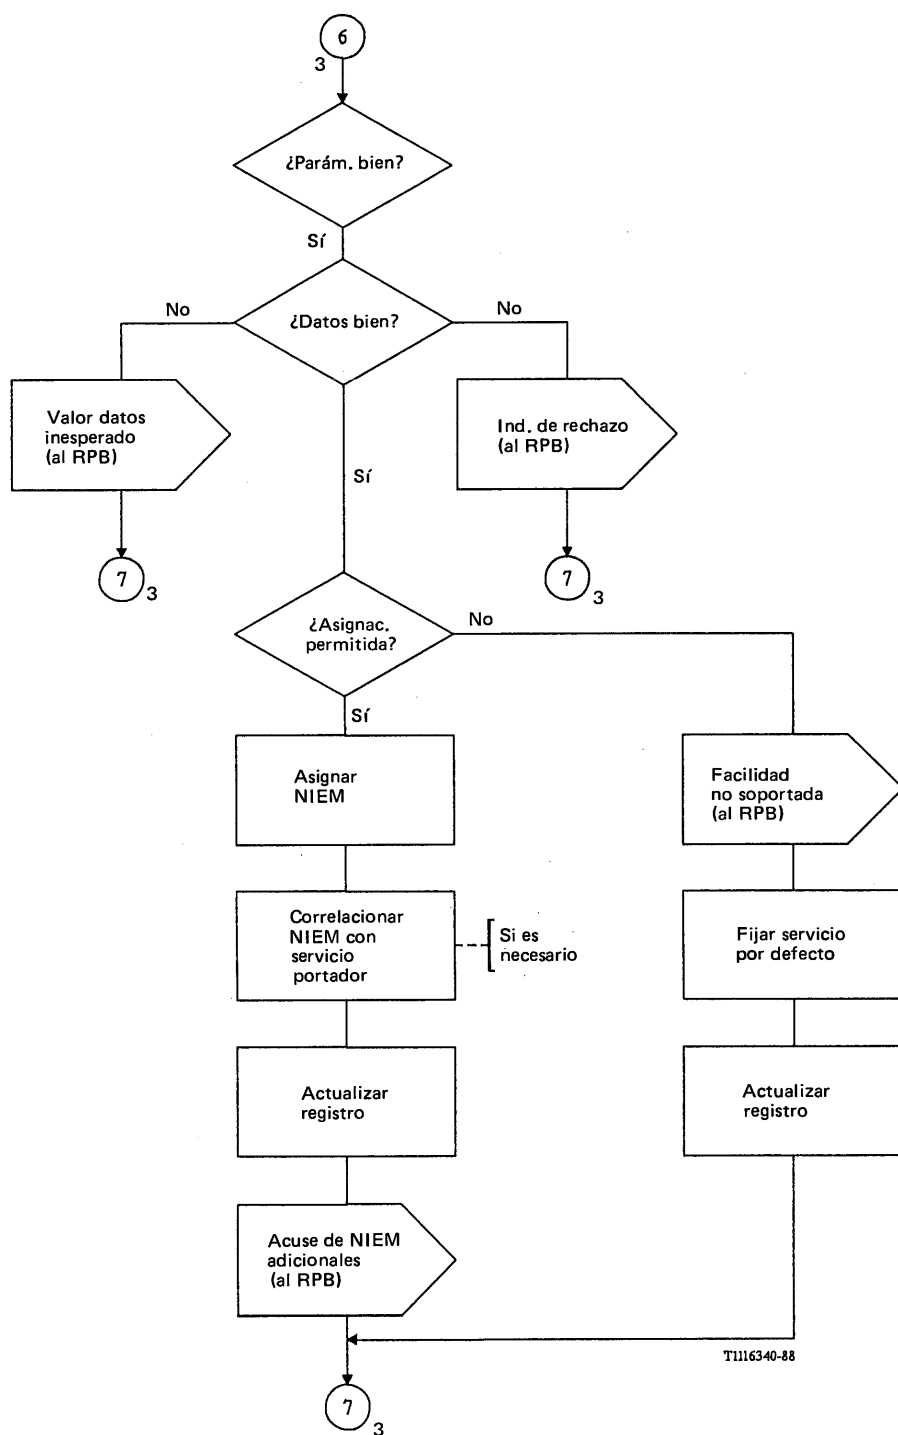 6
3
¿Parám. bien?
Sí
No
¿Datos bien?
No
Valor datos
inesperado
(al RPB)
Ind. de rechazo
(al RPB)
Sí
7
3
7
3
¿Asignac.
permitida?
No
Sí
Asignar
NIEM
Facilidad
no soportada
(al RPB)
Correlacionar
NIEM con
servicio
portador
Si es
necesario
Fijar servicio
por defecto
Actualizar
registro
Actualizar
registro
Acuse de NIEM
adicionales
(al RPB)
T1116340-88
7
3